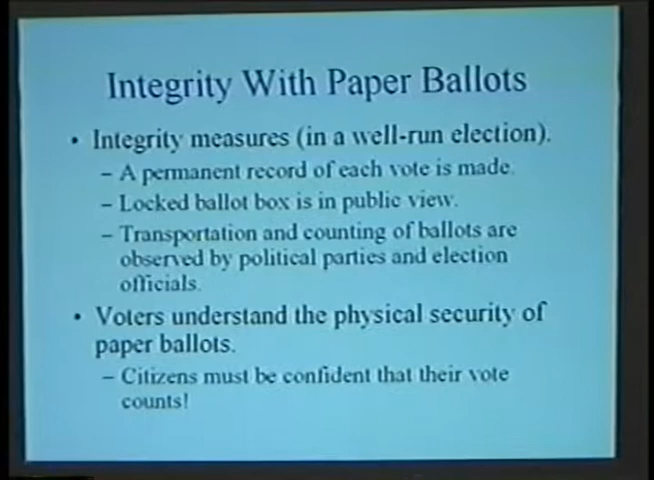 Integrity With Paper Ballots
• Integrity measures (in a well-run election).
– A permanent record of each vote is made.
– Locked ballot box is in public view.
– Transportation and counting of ballots are
observed by political parties and election
officials.
• Voters understand the physical security of
paper ballots.
– Citizens must be confident that their vote
counts!